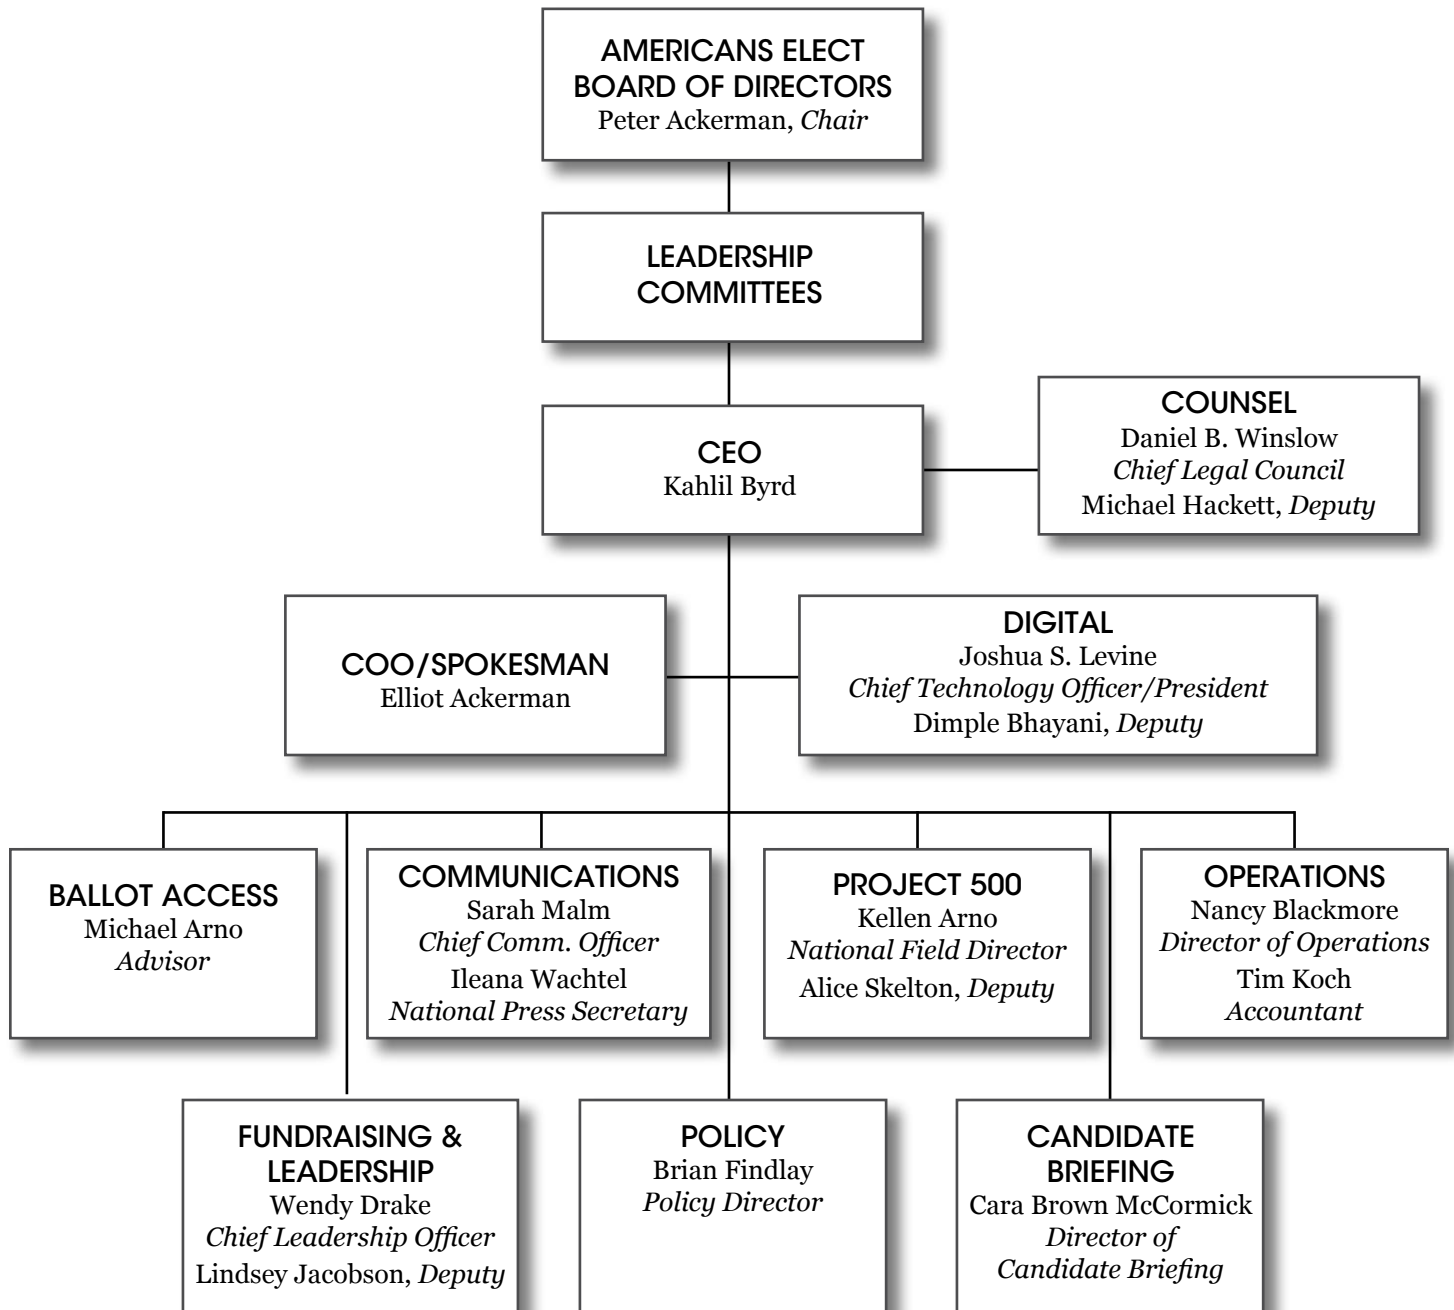 AMERICANS ELECT
BOARD OF DIRECTORS
Peter Ackerman, Chair
LEADERSHIP
COMMITTEES
CEO
Kahlil Byrd
COUNSEL
Daniel B. Winslow
Chief Legal Council
Michael Hackett, Deputy
COO/SPOKESMAN
Elliot Ackerman
DIGITAL
Joshua S. Levine
Chief Technology Officer/President
Dimple Bhayani, Deputy
BALLOT ACCESS
Michael Arno
Advisor
COMMUNICATIONS
Sarah Malm
Chief Comm. Officer
Ileana Wachtel
National Press Secretary
PROJECT 500
Kellen Arno
National Field Director
Alice Skelton, Deputy
OPERATIONS
Nancy Blackmore
Director of Operations
Tim Koch
Accountant
FUNDRAISING &
LEADERSHIP
Wendy Drake
Chief Leadership Officer
Lindsey Jacobson, Deputy
POLICY
Brian Findlay
Policy Director
CANDIDATE
BRIEFING
Cara Brown McCormick
Director of
Candidate Briefing